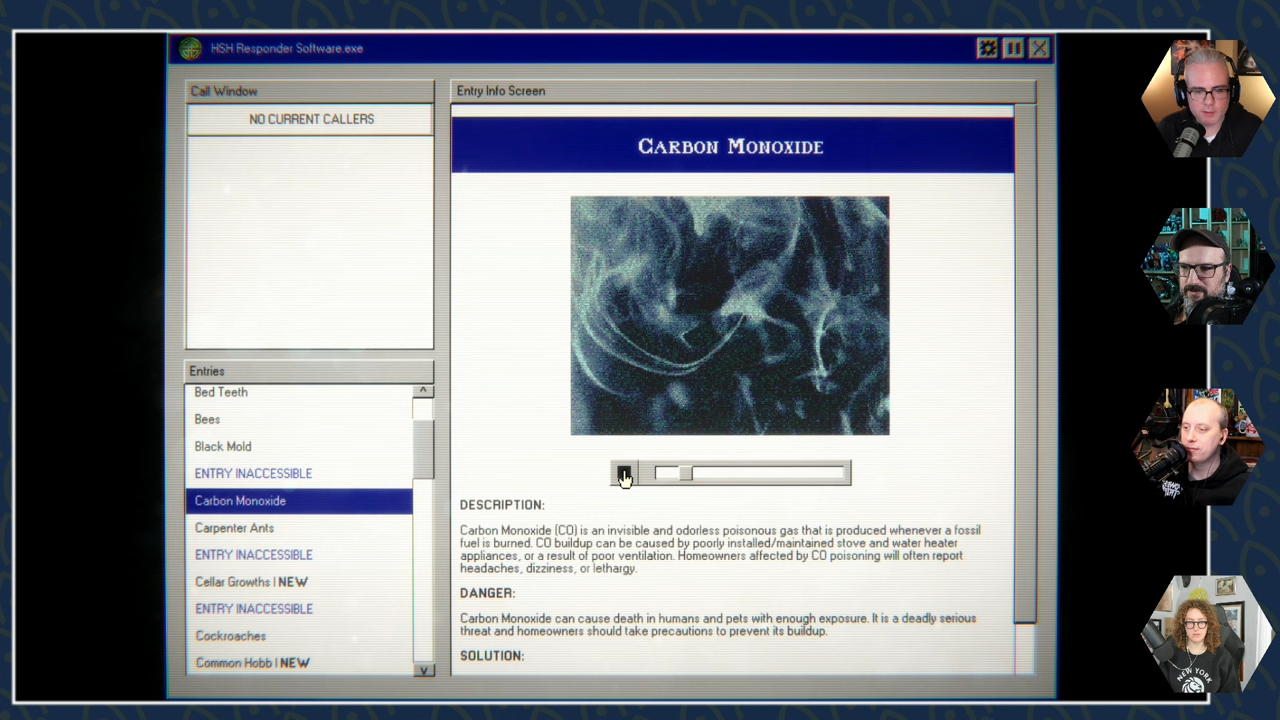 HSH Responder Software.exe
Call Window
NO CURRENT CALLERS
Entries
Bed Teeth
Bees
Black Mold
ENTRY INACCESSIBLE
Carbon Monoxide
Carpenter Ants
ENTRY INACCESSIBLE
Cellar Growths | NEW
ENTRY INACCESSIBLE
Cockroaches
Common Hobb | NEW
Entry Info Screen
Carbon Monoxide
DESCRIPTION:
Carbon Monoxide (CO) is an invisible and odorless poisonous gas that is produced whenever a fossil
fuel is burned. CO buildup can be caused by poorly installed/maintained stove and water heater
appliances, or a result of poor ventilation. Homeowners affected by CO poisoning will often report
headaches, dizziness, or lethargy.
DANGER:
Carbon Monoxide can cause death in humans and pets with enough exposure. It is a deadly serious
threat and homeowners should take precautions to prevent its buildup.
SOLUTION:
NEW YORK